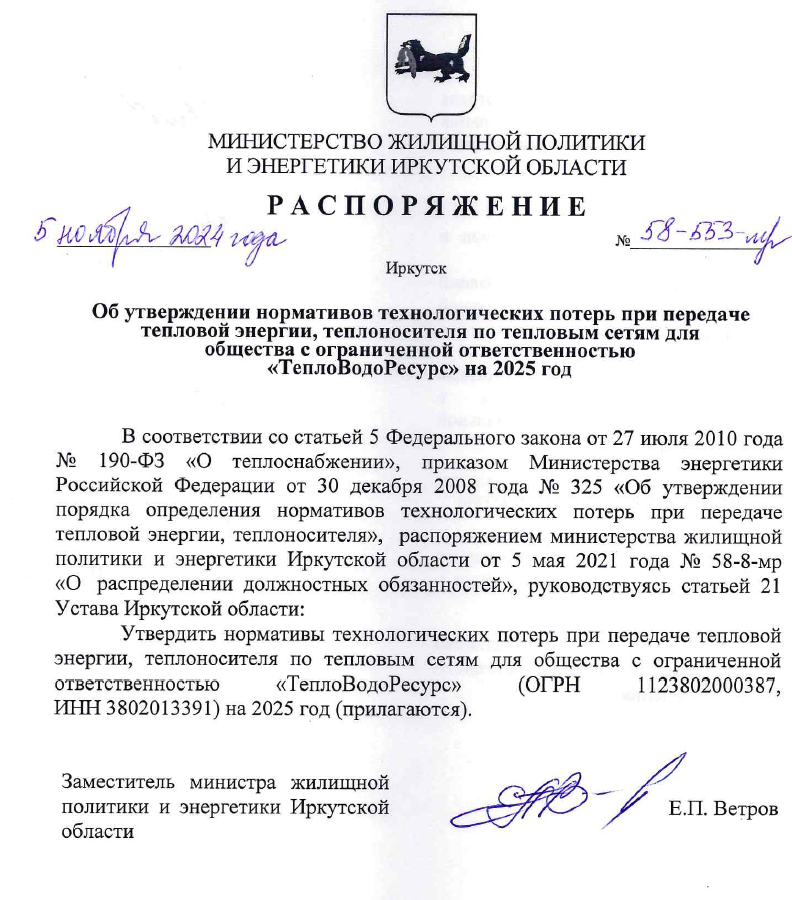 МИНИСТЕРСТВО ЖИЛИЩНОЙ ПОЛИТИКИ
И ЭНЕРГЕТИКИ ИРКУТСКОЙ ОБЛАСТИ
РАСПОРЯЖЕНИЕ
5 ноября 2024 года № 58-553-мр
Иркутск
Об утверждении нормативов технологических потерь при передаче
тепловой энергии, теплоносителя по тепловым сетям для
общества с ограниченной ответственностью
«ТеплоВодоРесурс» на 2025 год
В соответствии со статьей 5 Федерального закона от 27 июля 2010 года
№ 190-ФЗ «О теплоснабжении», приказом Министерства энергетики
Российской Федерации от 30 декабря 2008 года № 325 «Об утверждении
порядка определения нормативов технологических потерь при передаче
тепловой энергии, теплоносителя», распоряжением министерства жилищной
политики и энергетики Иркутской области от 5 мая 2021 года № 58-8-мр
«О распределении должностных обязанностей», руководствуясь статьей 21
Устава Иркутской области:
Утвердить нормативы технологических потерь при передаче тепловой
энергии, теплоносителя по тепловым сетям для общества с ограниченной
ответственностью «ТеплоВодоРесурс» (ОГРН 1123802000387,
ИНН 3802013391) на 2025 год (прилагаются).
Заместитель министра жилищной
политики и энергетики Иркутской
области
Е.П. Ветров